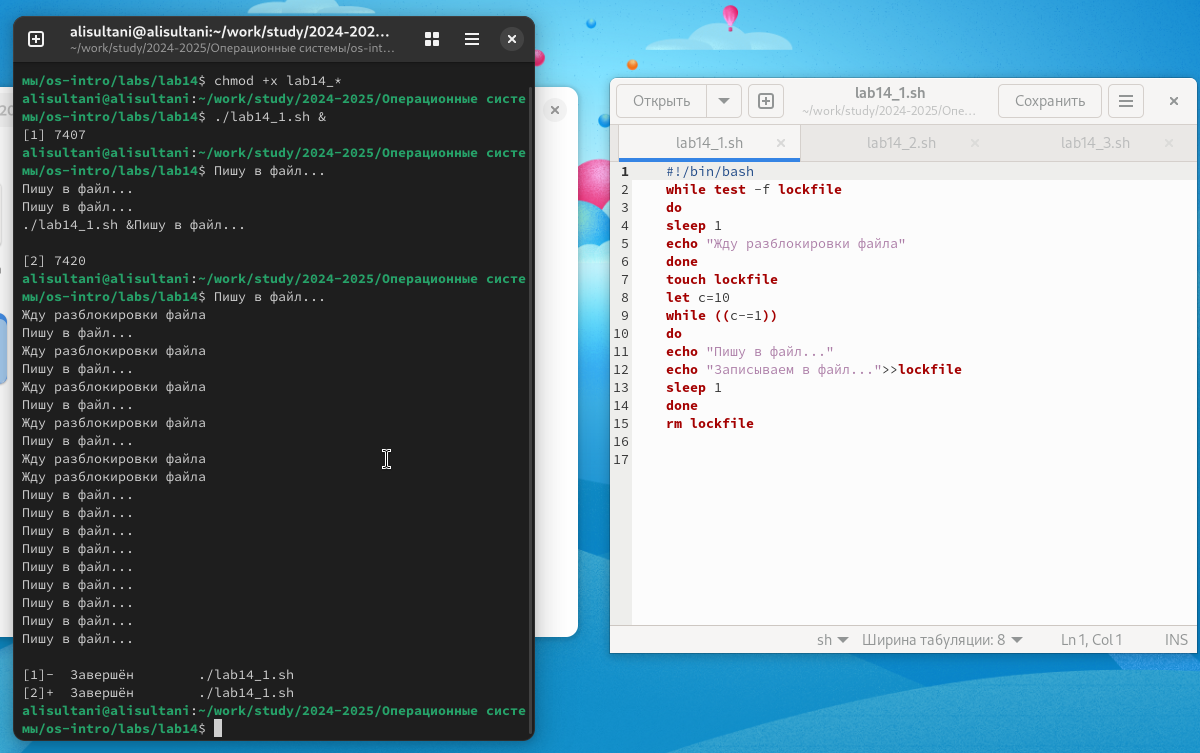 alisultani@alisultani:~/work/study/2024-202...
~/work/study/2024-2025/Операционные системы/os-int...
мы/os-intro/labs/lab14$ chmod +x lab14_*
alisultani@alisultani:~/work/study/2024-2025/Операционные систе
мы/os-intro/labs/lab14$ ./lab14_1.sh &
[1] 7407
alisultani@alisultani:~/work/study/2024-2025/Операционные систе
мы/os-intro/labs/lab14$ Пишу в файл...
Пишу в файл...
Пишу в файл...
./lab14_1.sh &Пишу в файл...
[2] 7420
alisultani@alisultani:~/work/study/2024-2025/Операционные систе
мы/os-intro/labs/lab14$ Пишу в файл...
Жду разблокировки файла
Пишу в файл...
Жду разблокировки файла
Пишу в файл...
Жду разблокировки файла
Пишу в файл...
Жду разблокировки файла
Пишу в файл...
Жду разблокировки файла
Жду разблокировки файла
Пишу в файл...
Пишу в файл...
Пишу в файл...
Пишу в файл...
Пишу в файл...
Пишу в файл...
Пишу в файл...
Пишу в файл...
Пишу в файл...
[1]-  Завершён        ./lab14_1.sh
[2]+  Завершён        ./lab14_1.sh
alisultani@alisultani:~/work/study/2024-2025/Операционные систе
мы/os-intro/labs/lab14$
Открыть
lab14_1.sh
~/work/study/2024-2025/Опе...
Сохранить
lab14_1.sh
lab14_2.sh
lab14_3.sh
1 #!/bin/bash
2 while test -f lockfile
3 do
4 sleep 1
5 echo "Жду разблокировки файла"
6 done
7 touch lockfile
8 let c=10
9 while ((c-=1))
10 do
11 echo "Пишу в файл..."
12 echo "Записываем в файл...">>lockfile
13 sleep 1
14 done
15 rm lockfile
16
17
sh
Ширина табуляции: 8
Ln 1, Col 1
INS